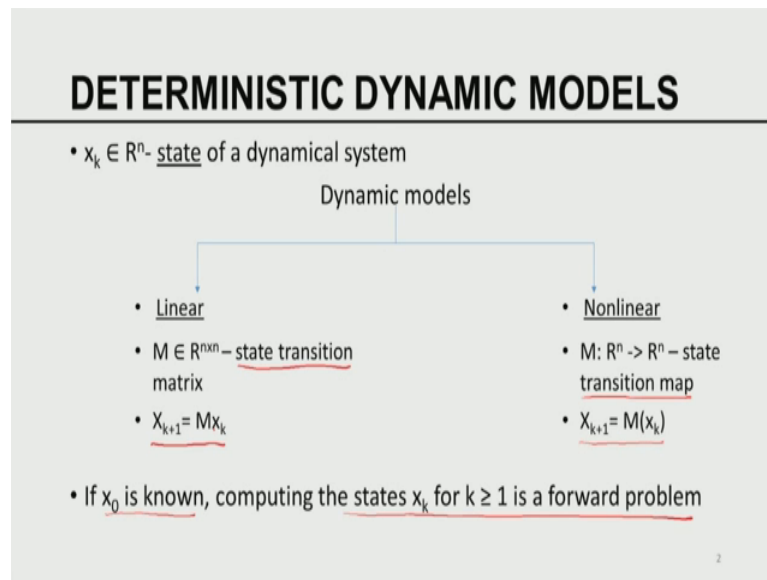 DETERMINISTIC DYNAMIC MODELS
• xₖ ∈ Rⁿ- state of a dynamical system
Dynamic models
• Linear
• M ∈ Rⁿˣⁿ – state transition
matrix
• Xₖ₊₁= Mxₖ
• Nonlinear
• M: Rⁿ -> Rⁿ – state
transition map
• Xₖ₊₁= M(xₖ)
• If x₀ is known, computing the states xₖ for k ≥ 1 is a forward problem
2